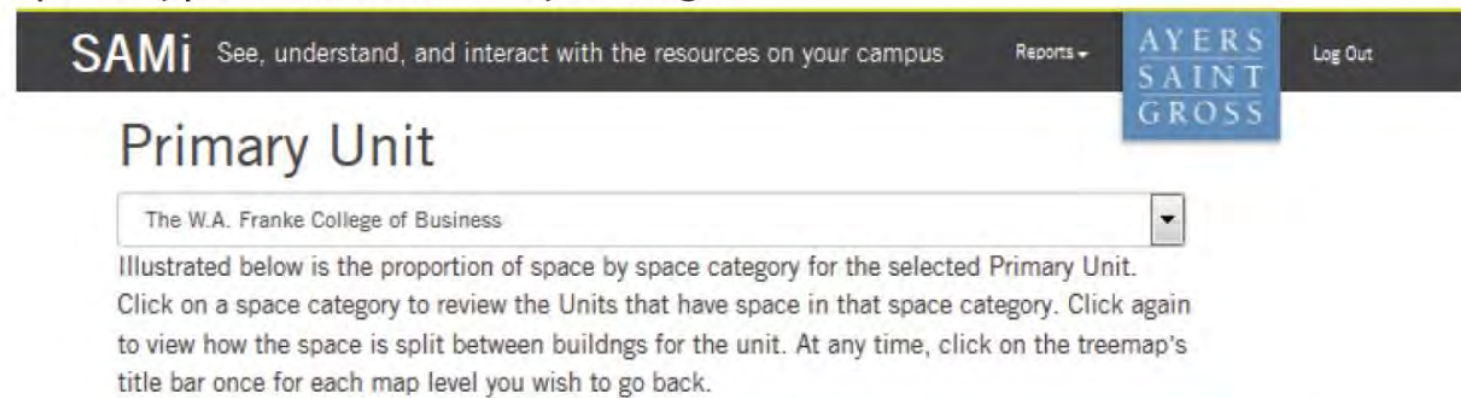 SAMi See, understand, and interact with the resources on your campus Reports Log Out
AYERS
SAINT
GROSS
Primary Unit
The W.A. Franke College of Business
Illustrated below is the proportion of space by space category for the selected Primary Unit.
Click on a space category to review the Units that have space in that space category. Click again
to view how the space is split between buildngs for the unit. At any time, click on the treemap's
title bar once for each map level you wish to go back.